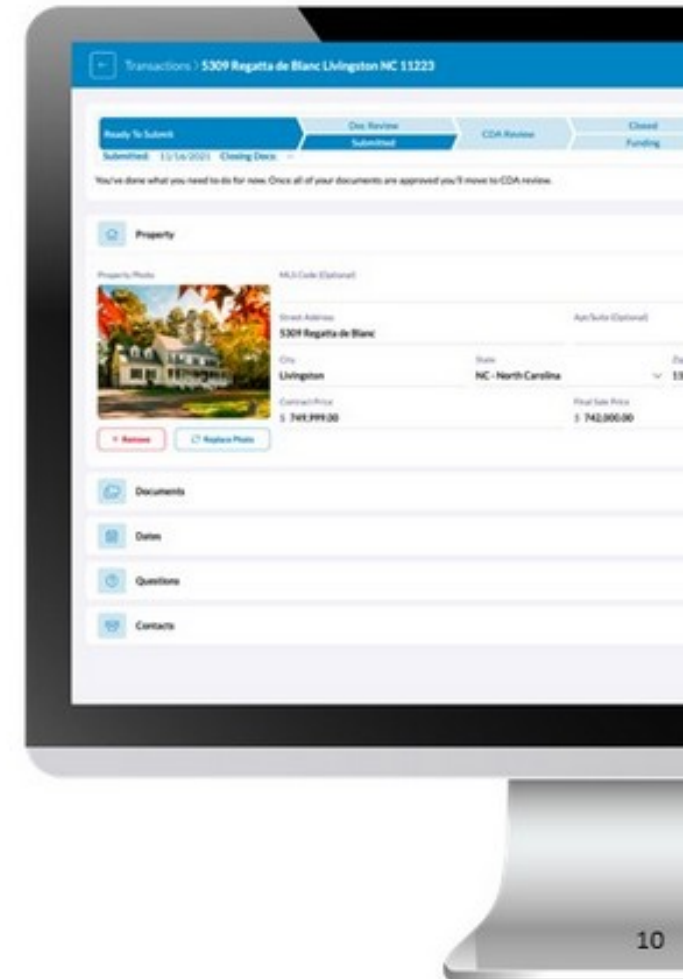 Transactions > 5309 Regatta de Blanc Livingston NC 11223
Ready To Submit
Doc Review
Submitted
CDA Review
Closed
Funding
Submitted: 11/16/2021 Closing Docs: -
You've done what you need to do for now. Once all of your documents are approved you'll move to CDA review.
Property
Property Photo
MLS Code (Optional)
Street Address
Apt/Suite (Optional)
5309 Regatta de Blanc
City
State
Livingston
NC - North Carolina
Contract Price
Final Sale Price
$ 749,999.00
$ 742,000.00
× Remove
Replace Photo
Documents
Dates
Questions
Contacts
10